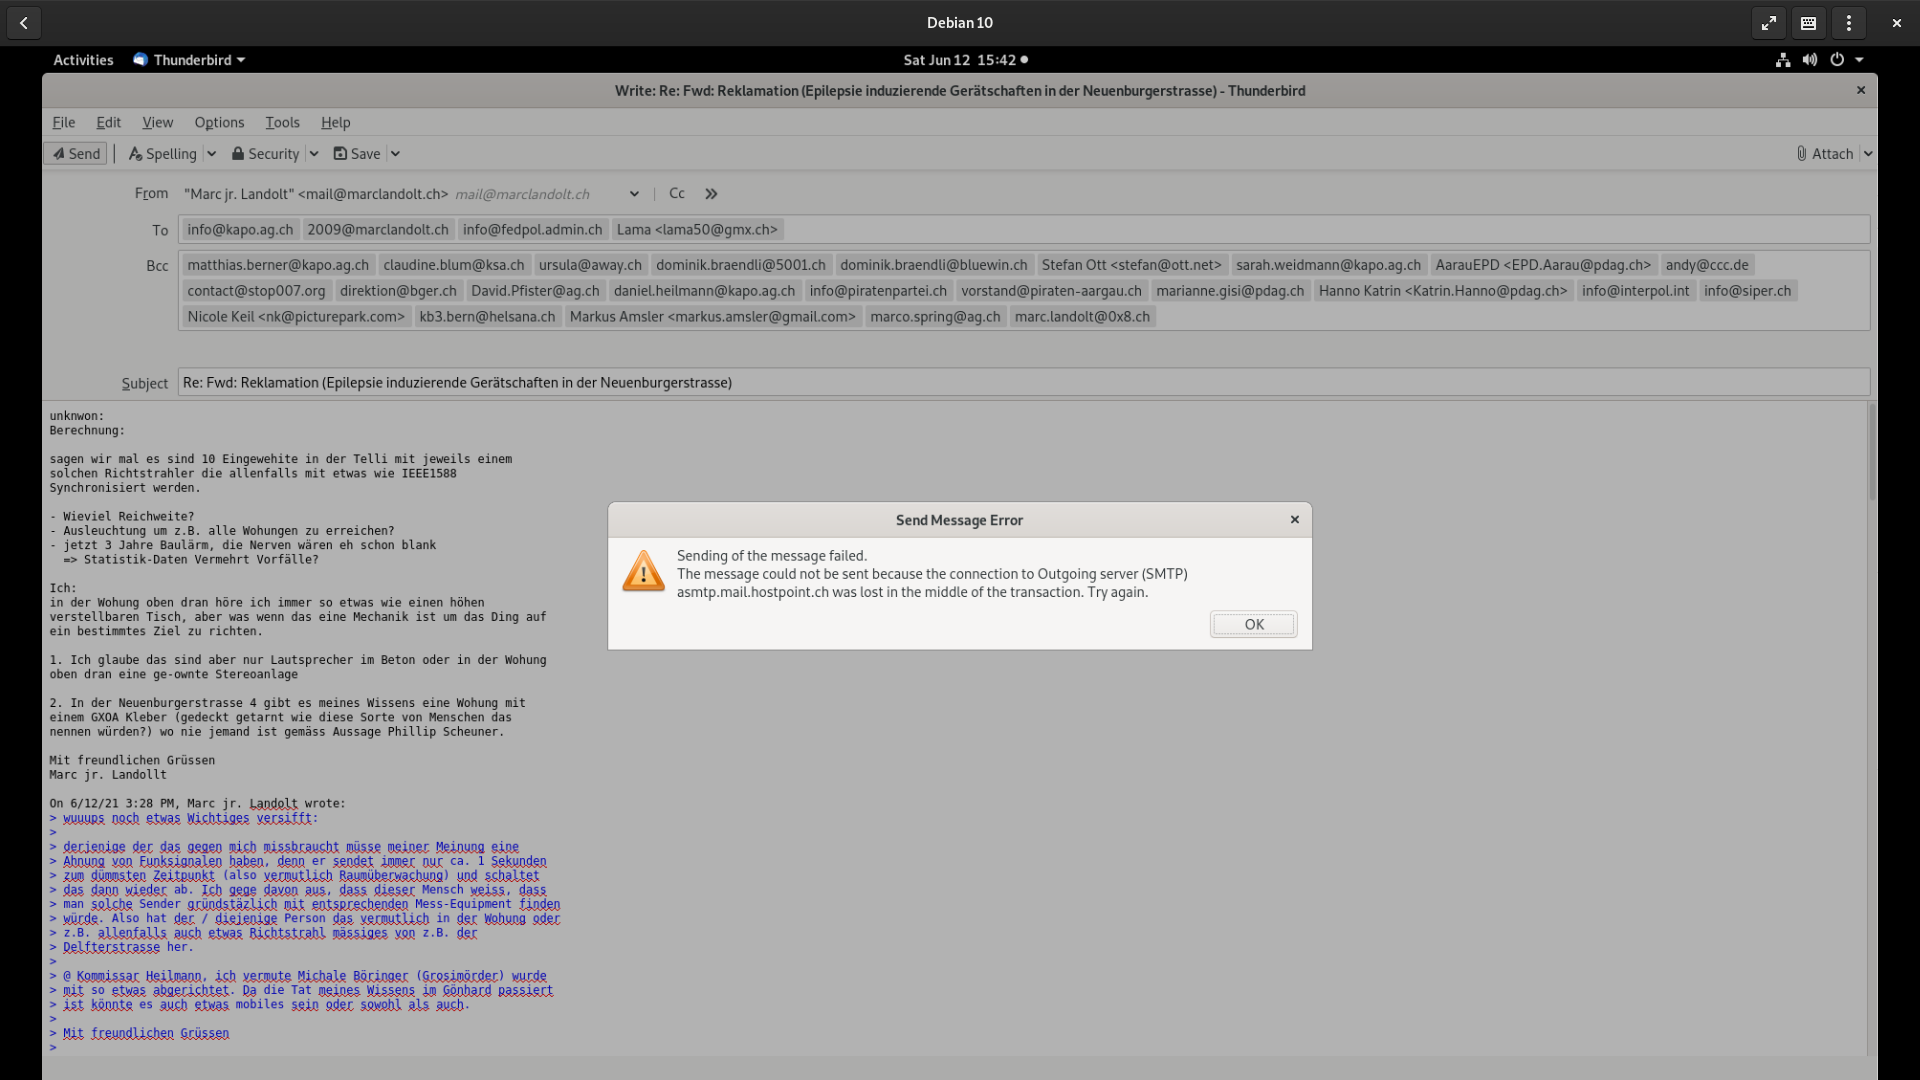 Debian 10
Activities Thunderbird Sat Jun 12 15:42
Write: Re: Fwd: Reklamation (Epilepsie induzierende Gerätschaften in der Neuenburgerstrasse) - Thunderbird
File Edit View Options Tools Help
Send Spelling Security Save Attach
From "Marc jr. Landolt" <mail@marclandolt.ch> mail@marclandolt.ch Cc
To info@kapo.ag.ch 2009@marclandolt.ch info@fedpol.admin.ch Lama <lama50@gmx.ch>
Bcc matthias.berner@kapo.ag.ch claudine.blum@ksa.ch ursula@away.ch dominik.braendli@5001.ch dominik.braendli@bluewin.ch Stefan Ott <stefan@ott.net> sarah.weidmann@kapo.ag.ch AarauEPD <EPD.Aarau@pdag.ch> andy@ccc.de
contact@stop007.org direktion@bger.ch David.Pfister@ag.ch daniel.heilmann@kapo.ag.ch info@piratenpartei.ch vorstand@piraten-aargau.ch marianne.gisi@pdag.ch Hanno Katrin <Katrin.Hanno@pdag.ch> info@interpol.int info@siper.ch
Nicole Keil <nk@picturepark.com> kb3.bern@helsana.ch Markus Amsler <markus.amsler@gmail.com> marco.spring@ag.ch marc.landolt@0x8.ch
Subject Re: Fwd: Reklamation (Epilepsie induzierende Gerätschaften in der Neuenburgerstrasse)
unknwon:
Berechnung:
sagen wir mal es sind 10 Eingewehite in der Telli mit jeweils einem
solchen Richtstrahler die allenfalls mit etwas wie IEEE1588
Synchronisiert werden.
- Wieviel Reichweite?
- Ausleuchtung um z.B. alle Wohungen zu erreichen?
- jetzt 3 Jahre Baulärm, die Nerven wären eh schon blank
=> Statistik-Daten Vermehrt Vorfälle?
Ich:
in der Wohung oben dran höre ich immer so etwas wie einen höhen
verstellbaren Tisch, aber was wenn das eine Mechanik ist um das Ding auf
ein bestimmtes Ziel zu richten.
1. Ich glaube das sind aber nur Lautsprecher im Beton oder in der Wohung
oben dran eine ge-ownte Stereoanlage
2. In der Neuenburgerstrasse 4 gibt es meines Wissens eine Wohung mit
einem GXOA Kleber (gedeckt getarnt wie diese Sorte von Menschen das
nennen würden?) wo nie jemand ist gemäss Aussage Phillip Scheuner.
Mit freundlichen Grüssen
Marc jr. Landollt
On 6/12/21 3:28 PM, Marc jr. Landolt wrote:
> wuuups noch etwas Wichtiges versifft:
>
> derjenige der das gegen mich missbraucht müsse meiner Meinung eine
> Ahnung von Funksignalen haben, denn er sendet immer nur ca. 1 Sekunden
> zum dümmsten Zeitpunkt (also vermutlich Raumüberwachung) und schaltet
> das dann wieder ab. Ich gege davon aus, dass dieser Mensch weiss, dass
> man solche Sender gründstäzlich mit entsprechenden Mess-Equipment finden
> würde. Also hat der / diejenige Person das vermutlich in der Wohung oder
> z.B. allenfalls auch etwas Richtstrahl mässiges von z.B. der
> Delfterstrasse her.
>
> @ Kommissar Heilmann, ich vermute Michale Böringer (Grosimörder) wurde
> mit so etwas abgerichtet. Da die Tat meines Wissens im Gönhard passiert
> ist könnte es auch etwas mobiles sein oder sowohl als auch.
>
> Mit freundlichen Grüssen
>
Send Message Error
Sending of the message failed.
The message could not be sent because the connection to Outgoing server (SMTP)
asmtp.mail.hostpoint.ch was lost in the middle of the transaction. Try again.
OK